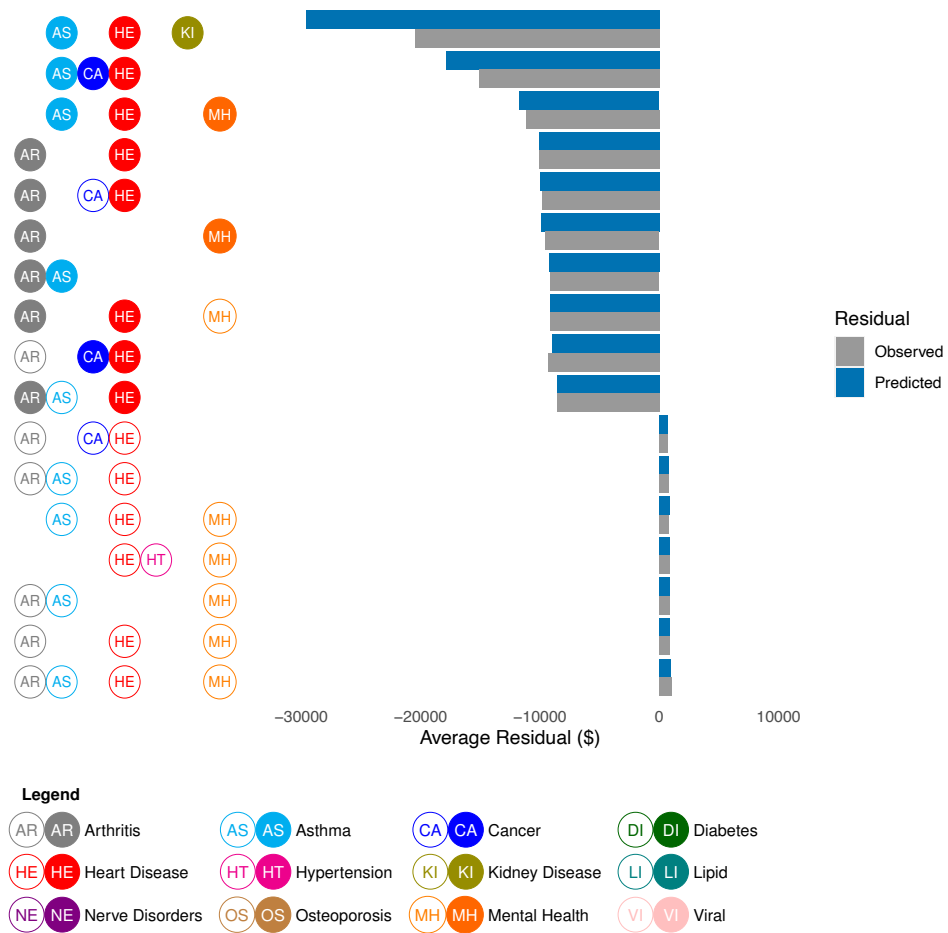 AS HE KI
AS CA HE
AS HE MH
AR HE
AR CA HE
AR MH
AR AS
AR HE MH
AR CA HE
AR AS HE
AR CA HE
AR AS HE
AS HE MH
HE HT MH
AR AS MH
AR HE MH
AR AS HE MH
Residual
Observed
Predicted
−30000 −20000 −10000 0 10000
Average Residual ($)
Legend
AR AR Arthritis AS AS Asthma CA CA Cancer DI DI Diabetes
HE HE Heart Disease HT HT Hypertension KI KI Kidney Disease LI LI Lipid
NE NE Nerve Disorders OS OS Osteoporosis MH MH Mental Health VI VI Viral